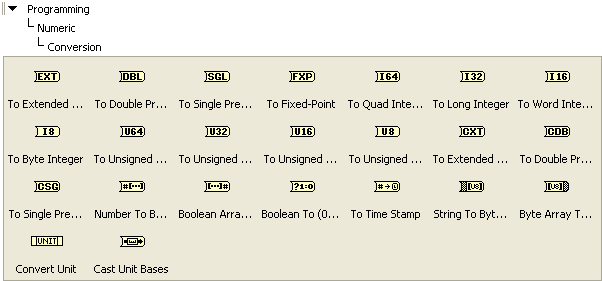 Programming
Numeric
Conversion
EXT DBL SGL FXP I64 I32 I16
To Extended ... To Double Pr... To Single Pre... To Fixed-Point To Quad Inte... To Long Integer To Word Inte...
I8 U64 U32 U16 U8 CXT CDB
To Byte Integer To Unsigned ... To Unsigned ... To Unsigned ... To Unsigned ... To Extended ... To Double Pr...
CSG #[...] [...]# ?1:0 #→ [U8] [U8]
To Single Pre... Number To B... Boolean Arra... Boolean To (0... To Time Stamp String To Byt... Byte Array T...
UNIT
Convert Unit Cast Unit Bases